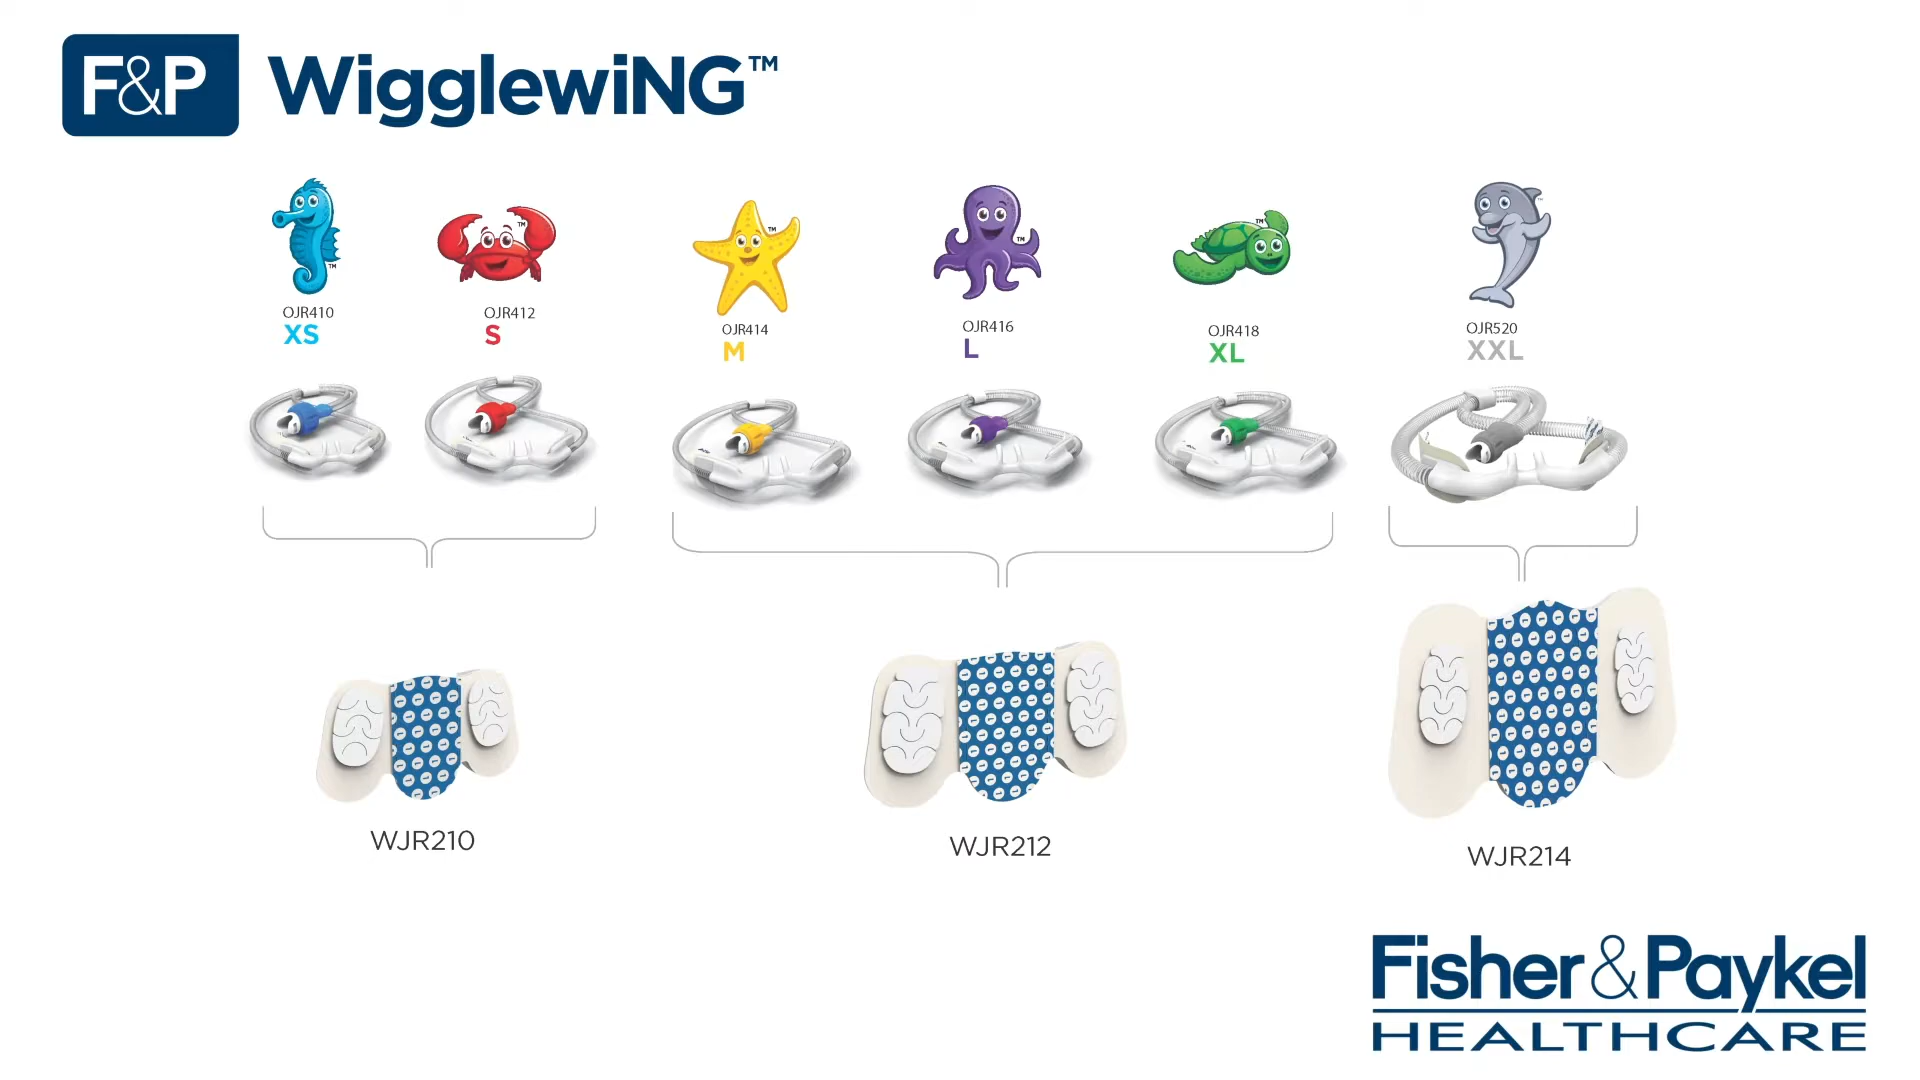 F&P WigglewiNG™
OJR410
XS
OJR412
S
OJR414
M
OJR416
L
OJR418
XL
OJR520
XXL
WJR210
WJR212
WJR214
Fisher & Paykel
HEALTHCARE